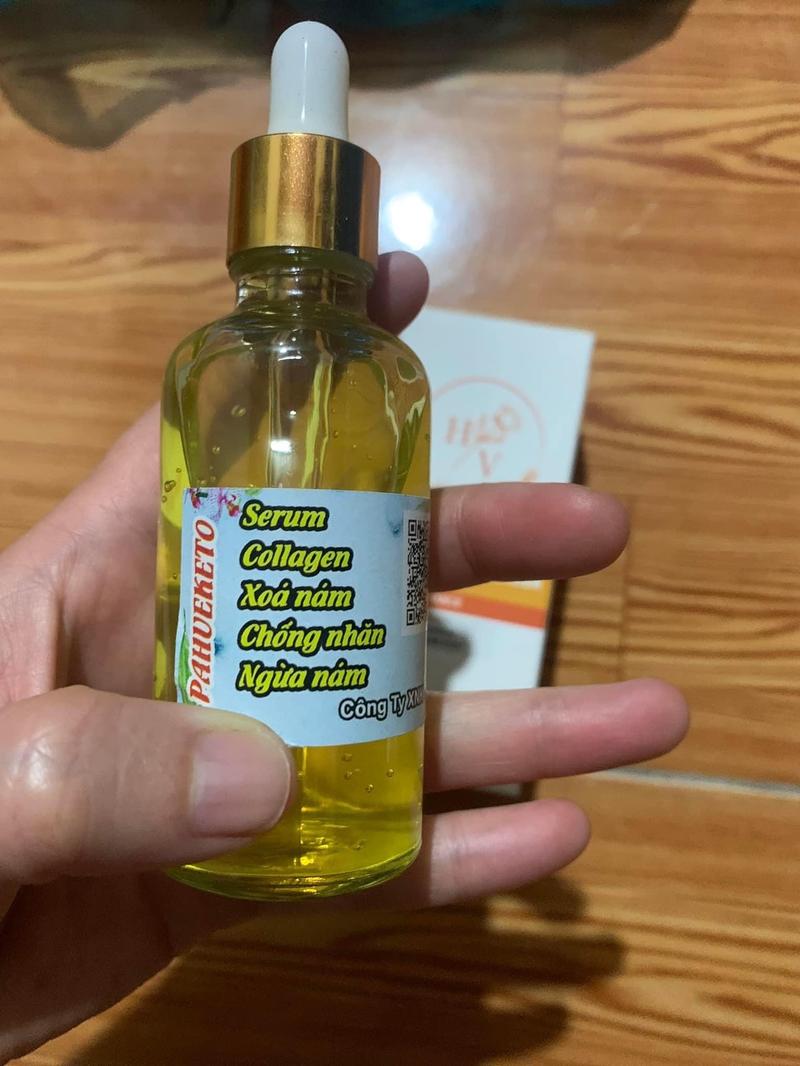 PAHUEKETO
Serum
Collagen
Xoá nám
Chống nhăn
Ngừa nám
Công Ty